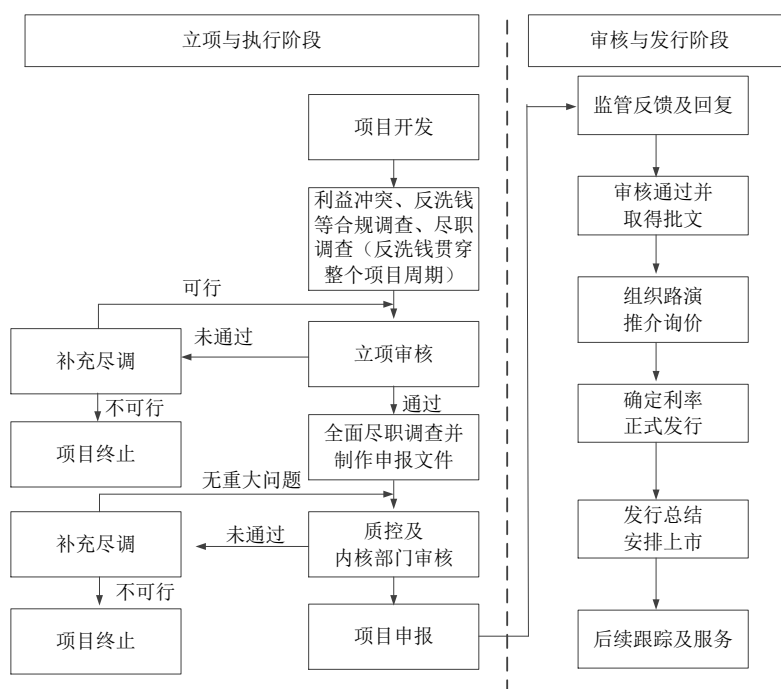 立项与执行阶段
审核与发行阶段
项目开发
利益冲突、反洗钱
等合规调查、尽职
调查（反洗钱贯穿
整个项目周期）
可行
未通过
补充尽调
立项审核
不可行
通过
项目终止
全面尽职调查并
制作申报文件
无重大问题
补充尽调
未通过
质控及
内核部门审核
不可行
项目终止
项目申报
监管反馈及回复
审核通过并
取得批文
组织路演
推介询价
确定利率
正式发行
发行总结
安排上市
后续跟踪及服务